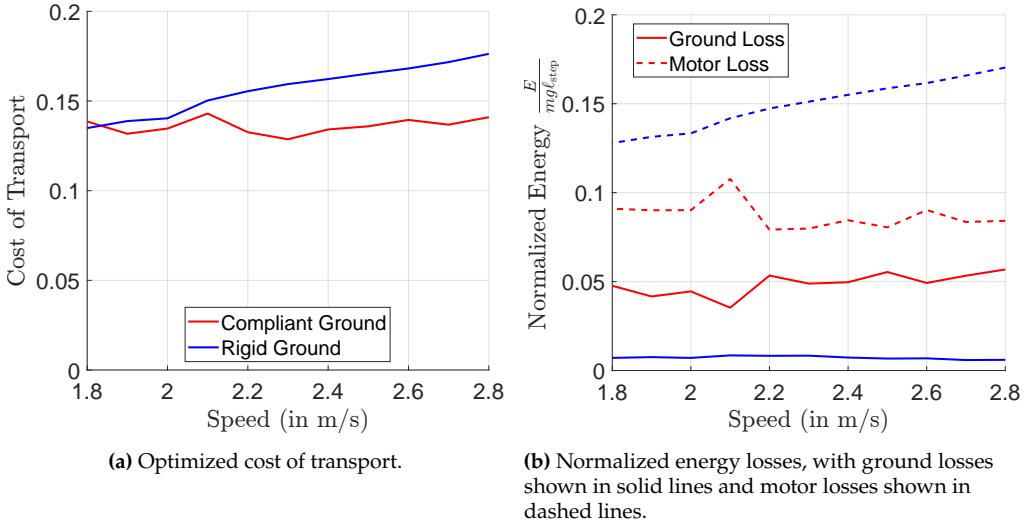 0.2
0.15
0.1
0.05
0
Cost of Transport
Compliant Ground
Rigid Ground
1.8 2 2.2 2.4 2.6 2.8
Speed (in m/s)
(a) Optimized cost of transport.
0.2
0.15
0.1
0.05
0
Normalized Energy E/mgℓstep
Ground Loss
Motor Loss
1.8 2 2.2 2.4 2.6 2.8
Speed (in m/s)
(b) Normalized energy losses, with ground losses
shown in solid lines and motor losses shown in
dashed lines.